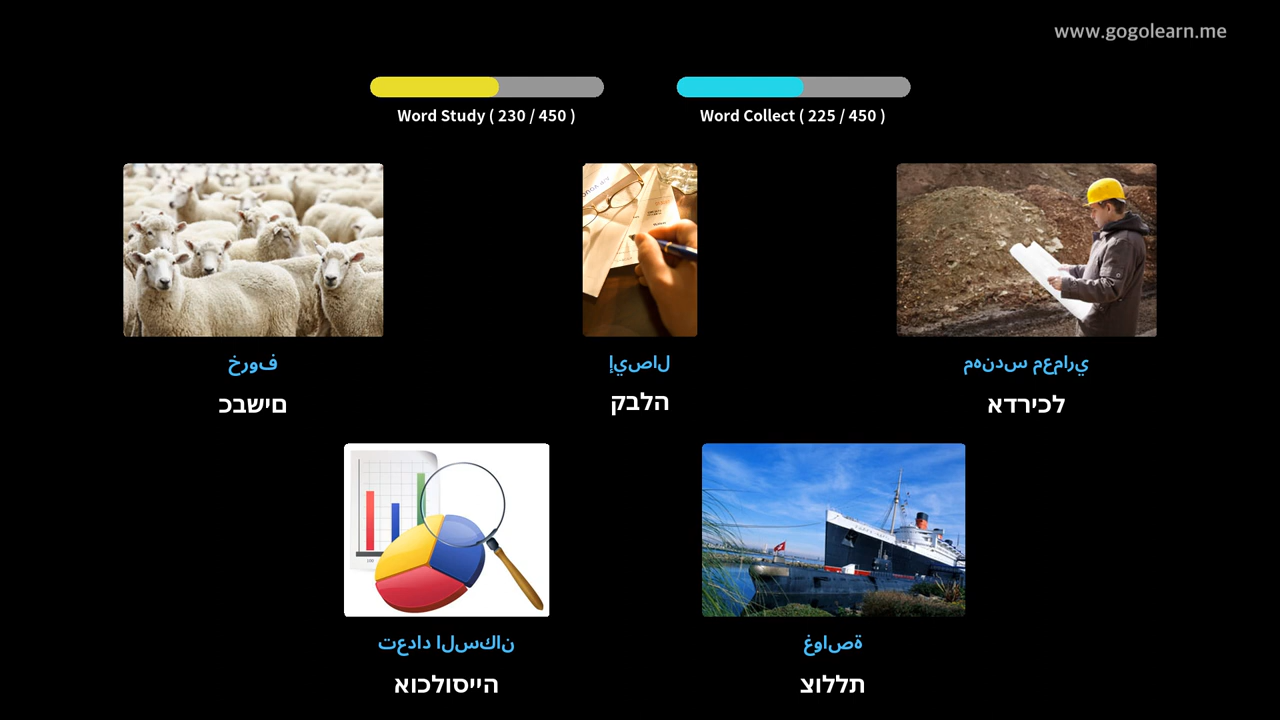 www.gogolearn.me
Word Study ( 230 / 450 )
Word Collect ( 225 / 450 )
فورخ
םישבכ
لاصيإ
הלבק
يرامعم سدنهم
לכירדא
ناكسلا دادعت
הייסולכוא
ةصاوغ
תללוצ